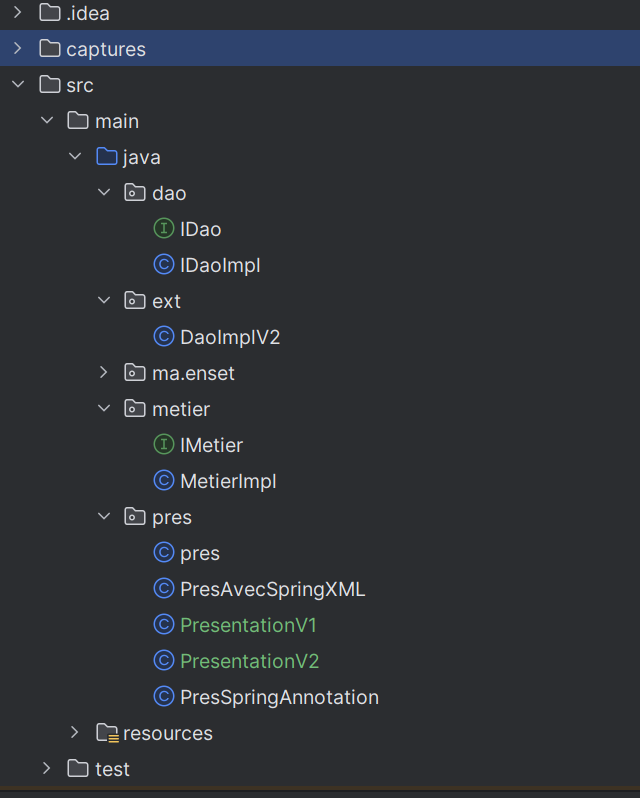 .idea
captures
src
main
java
dao
IDao
IDaoImpl
ext
DaoImplV2
ma.enset
metier
IMetier
MetierImpl
pres
pres
PresAvecSpringXML
PresentationV1
PresentationV2
PresSpringAnnotation
resources
test